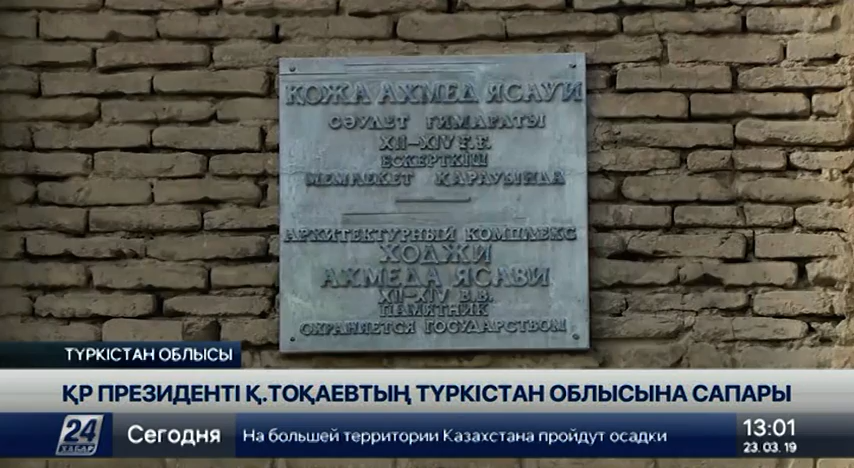 ҚОЖА АХМЕД ЯСАУИ
СӘУЛЕТ ҒИМАРАТЫ
XII-XIV Ғ.Ғ.
ЕСКЕРТКІШ
МЕМЛЕКЕТ ҚАРАУЫНДА
АРХИТЕКТУРНЫЙ КОМПЛЕКС
ХОДЖИ
АХМЕДА ЯСАВИ
XII-XIV В.В.
ПАМЯТНИК
ОХРАНЯЕТСЯ ГОСУДАРСТВОМ
ТҮРКІСТАН ОБЛЫСЫ
ҚР ПРЕЗИДЕНТІ Қ.ТОҚАЕВТЫҢ ТҮРКІСТАН ОБЛЫСЫНА САПАРЫ
24
ХАБАР
Сегодня
На большей территории Казахстана пройдут осадки
13:01
23.03.19